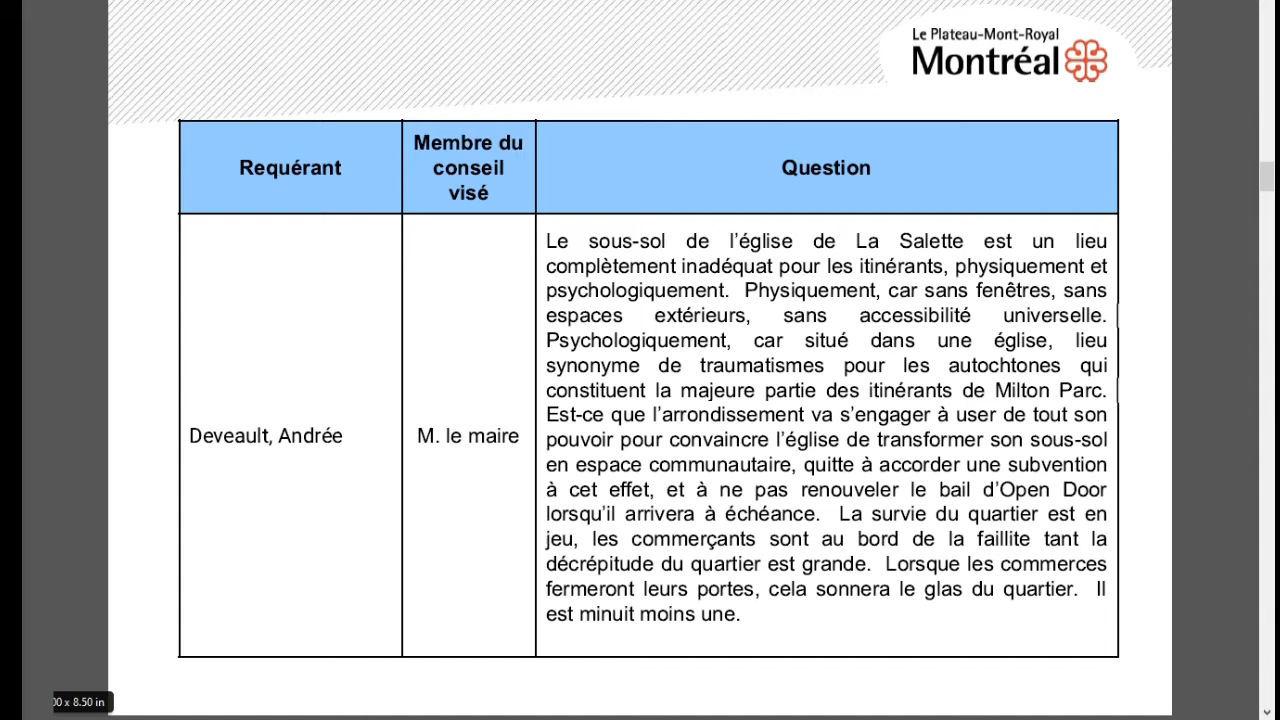 Le Plateau-Mont-Royal
Montréal
Requérant
Membre du
conseil
visé
Question
Deveault, Andrée
M. le maire
Le sous-sol de l’église de La Salette est un lieu
complètement inadéquat pour les itinérants, physiquement et
psychologiquement. Physiquement, car sans fenêtres, sans
espaces extérieurs, sans accessibilité universelle.
Psychologiquement, car situé dans une église, lieu
synonyme de traumatismes pour les autochtones qui
constituent la majeure partie des itinérants de Milton Parc.
Est-ce que l’arrondissement va s’engager à user de tout son
pouvoir pour convaincre l’église de transformer son sous-sol
en espace communautaire, quitte à accorder une subvention
à cet effet, et à ne pas renouveler le bail d’Open Door
lorsqu’il arrivera à échéance. La survie du quartier est en
jeu, les commerçants sont au bord de la faillite tant la
décrépitude du quartier est grande. Lorsque les commerces
fermeront leurs portes, cela sonnera le glas du quartier. Il
est minuit moins une.
x 8.50 in